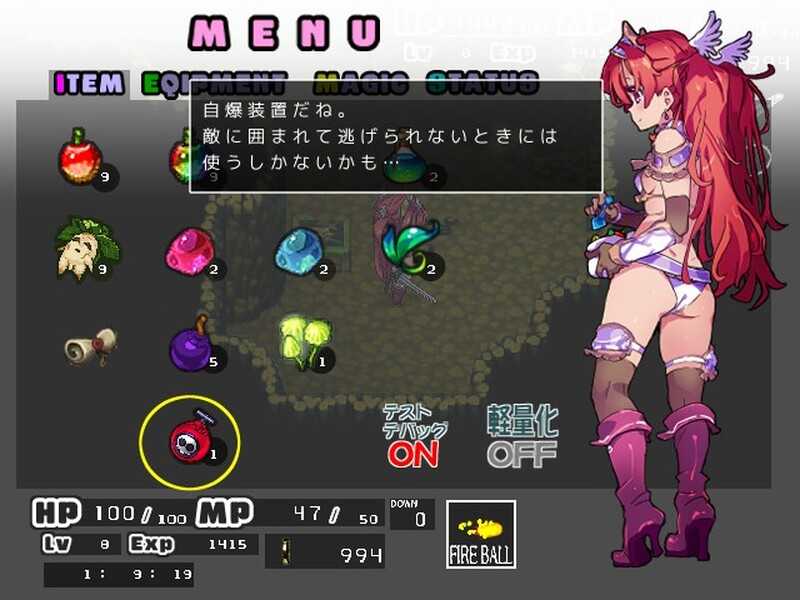 MENU
ITEM EQIPMENT MAGIC STATUS
自爆装置だね。
敵に囲まれて逃げられないときには
使うしかないかも…
9 9 2
9 2 2 2
5 1
1
テスト
デバッグ
ON
軽量化
OFF
HP 100/100 MP 47/50 DOWN 0
Lv 8 Exp 1415
994
1: 9: 19
FIRE BALL